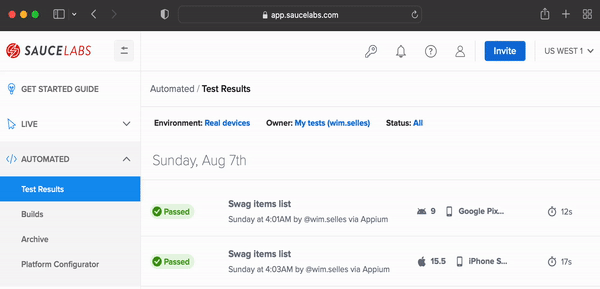 app.saucelabs.com
SAUCELABS
Invite
US WEST 1
GET STARTED GUIDE
LIVE
AUTOMATED
Test Results
Builds
Archive
Platform Configurator
Automated / Test Results
Environment: Real devices Owner: My tests (wim.selles) Status: All
Sunday, Aug 7th
Passed
Swag items list
Sunday at 4:01AM by @wim.selles via Appium
9 Google Pix...
12s
Passed
Swag items list
Sunday at 4:03AM by @wim.selles via Appium
15.5 iPhone S...
17s